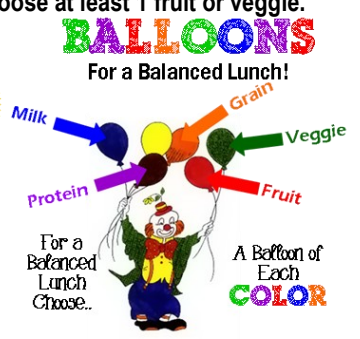 oose at least 1 fruit or veggie.
BALLOONS
For a Balanced Lunch!
Grain
Milk
Veggie
Protein
Fruit
For a
Balanced
Lunch
Choose..
A Balloon of
Each
COLOR